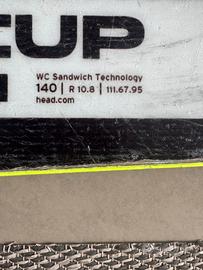 CUP
WC Sandwich Technology
140 | R 10.8 | 111.67.95
head.com